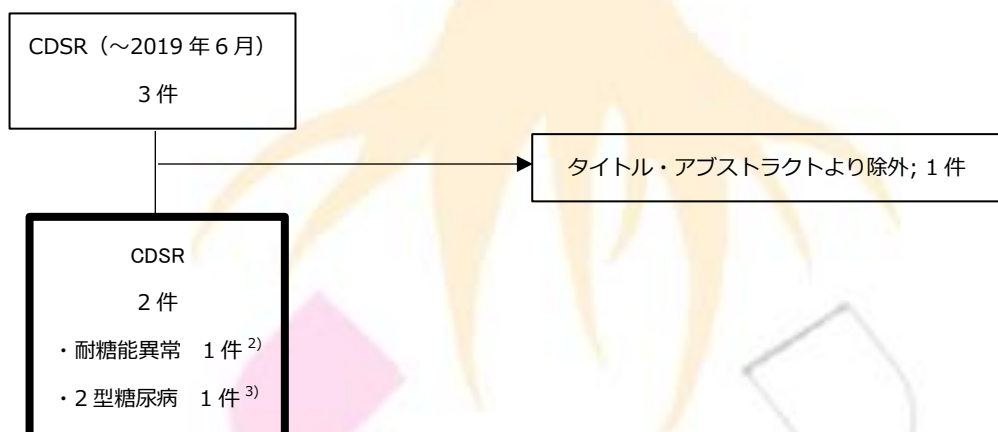 CDSR（～2019 年 6 月）
3 件
タイトル・アブストラクトより除外; 1 件
CDSR
2 件
・耐糖能異常　1 件 2)
・2 型糖尿病　1 件 3)